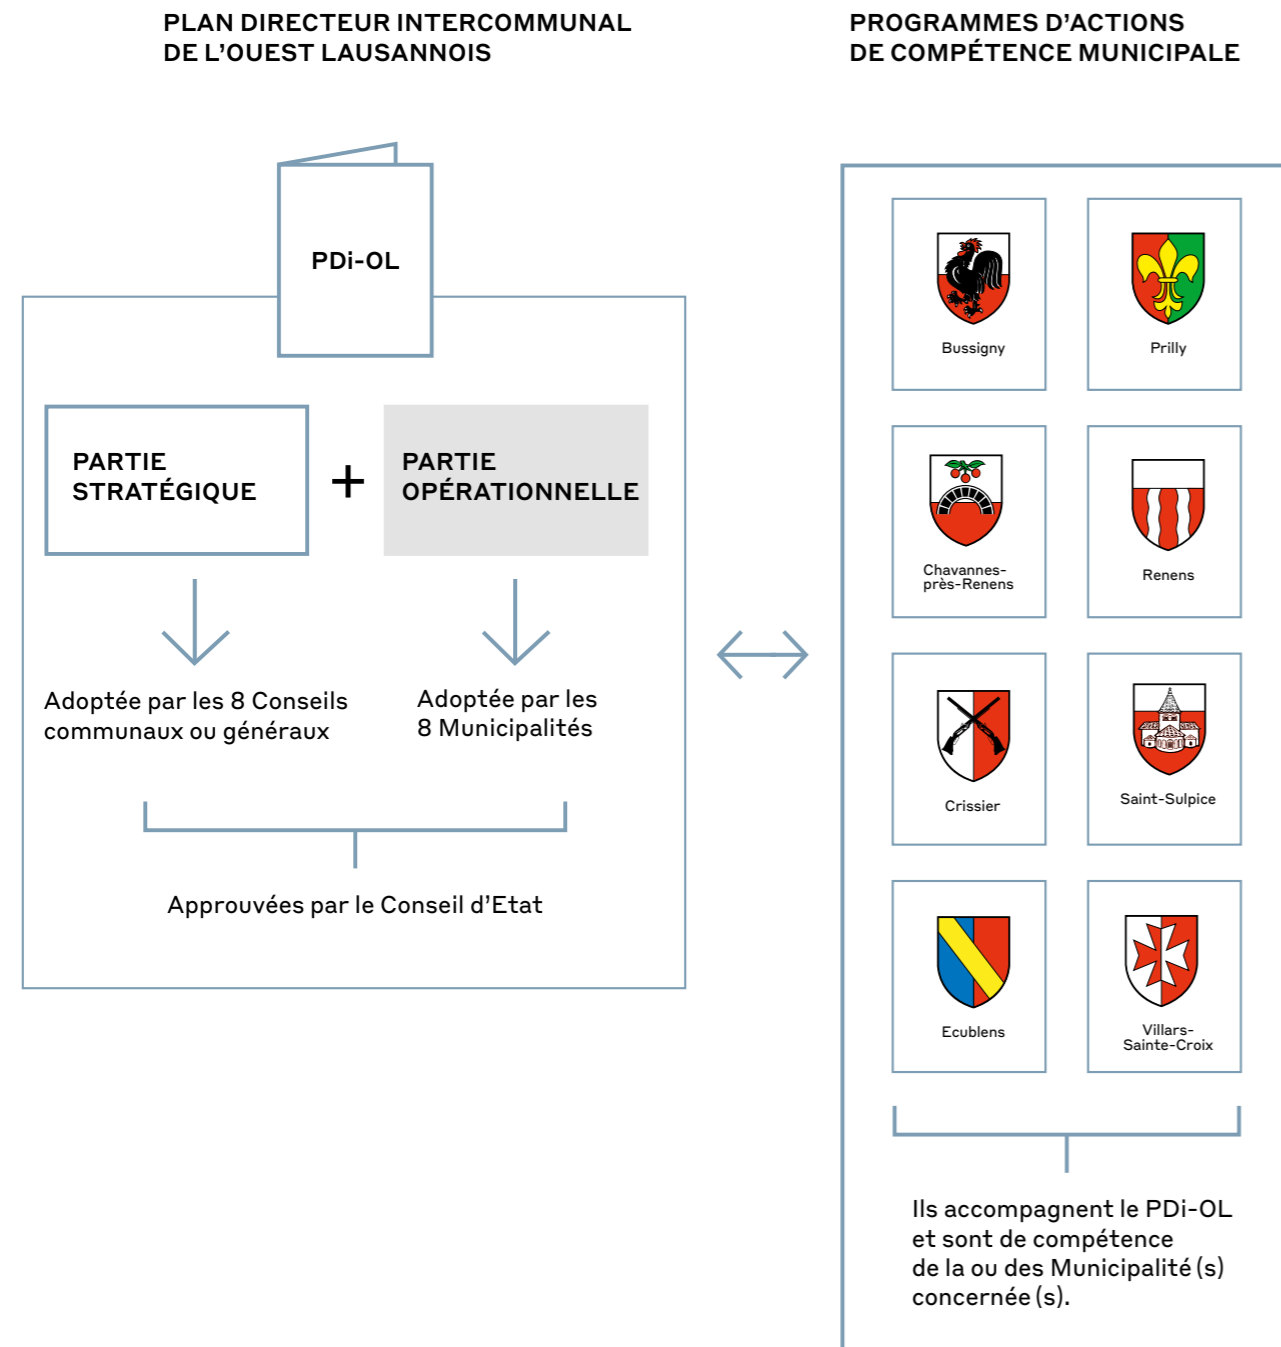 PLAN DIRECTEUR INTERCOMMUNAL
DE L'OUEST LAUSANNOIS
PDi-OL
PARTIE
STRATÉGIQUE
+
PARTIE
OPÉRATIONNELLE
Adoptée par les 8 Conseils
communaux ou généraux
Adoptée par les
8 Municipalités
Approuvées par le Conseil d'Etat
PROGRAMMES D'ACTIONS
DE COMPÉTENCE MUNICIPALE
Bussigny
Prilly
Chavannes-
près-Renens
Renens
Crissier
Saint-Sulpice
Ecublens
Villars-
Sainte-Croix
Ils accompagnent le PDi-OL
et sont de compétence
de la ou des Municipalité(s)
concernée(s).